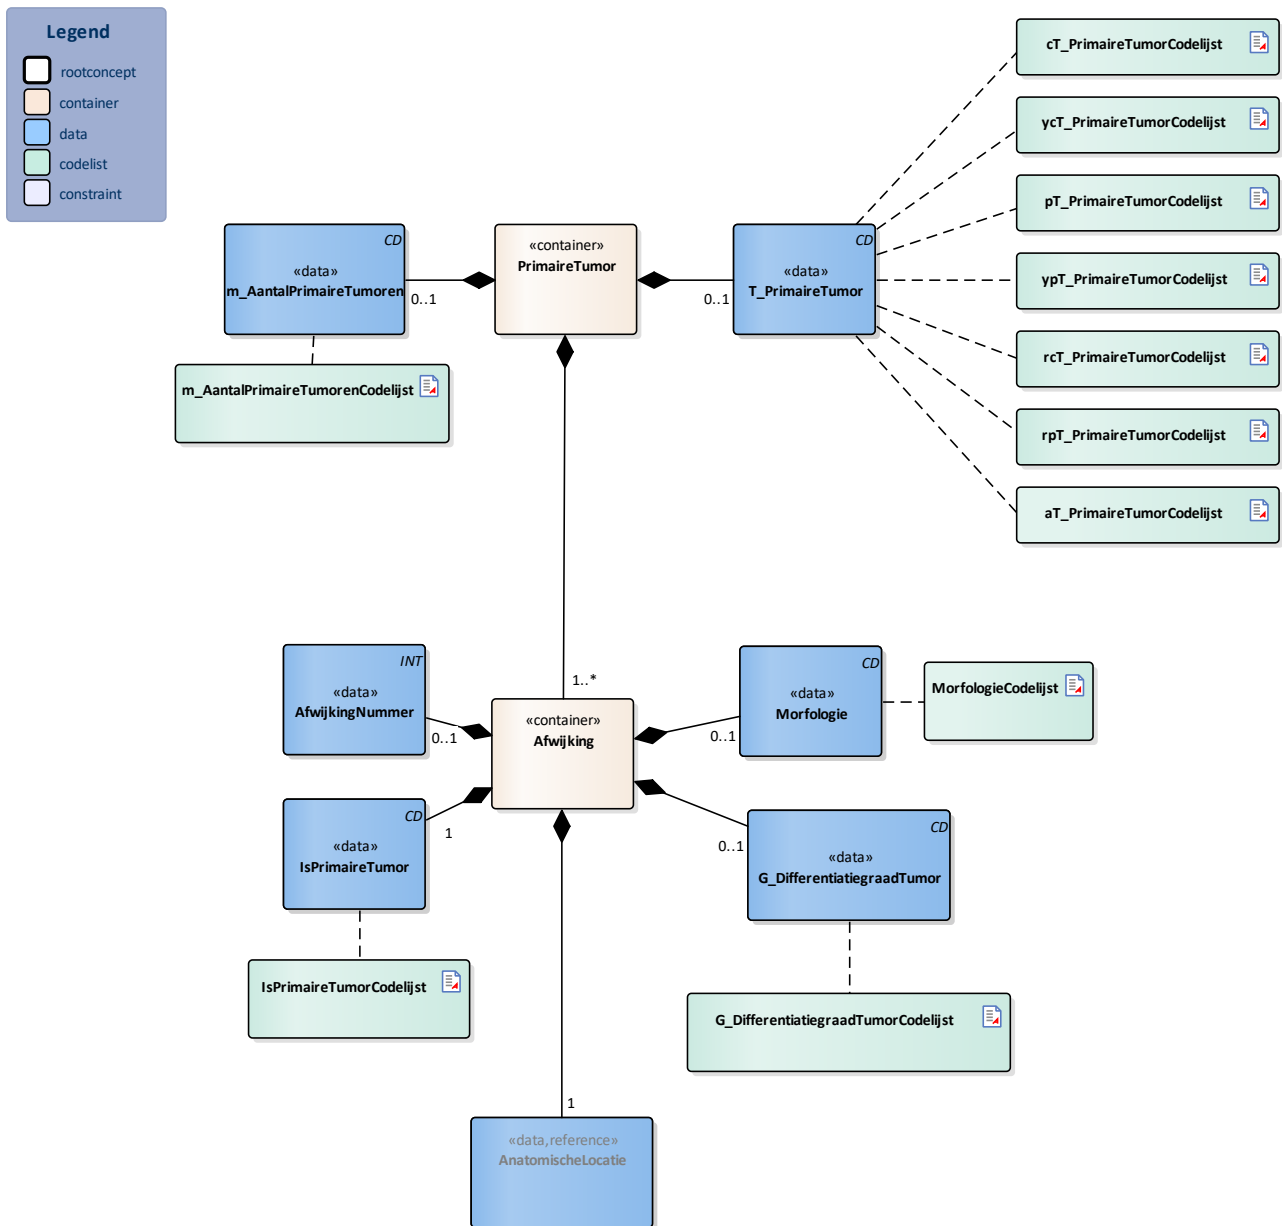 Legend
rootconcept
container
data
codelist
constraint
cT_PrimaireTumorCodelijst
ycT_PrimaireTumorCodelijst
pT_PrimaireTumorCodelijst
ypT_PrimaireTumorCodelijst
rcT_PrimaireTumorCodelijst
rpT_PrimaireTumorCodelijst
aT_PrimaireTumorCodelijst
CD
«data»
m_AantalPrimaireTumoren
0..1
m_AantalPrimaireTumorenCodelijst
«container»
PrimaireTumor
CD
«data»
T_PrimaireTumor
0..1
1..*
INT
«data»
AfwijkingNummer
0..1
«container»
Afwijking
CD
«data»
Morfologie
0..1
MorfologieCodelijst
CD
«data»
IsPrimaireTumor
1
IsPrimaireTumorCodelijst
CD
«data»
G_DifferentiatiegraadTumor
0..1
G_DifferentiatiegraadTumorCodelijst
1
«data,reference»
AnatomischeLocatie